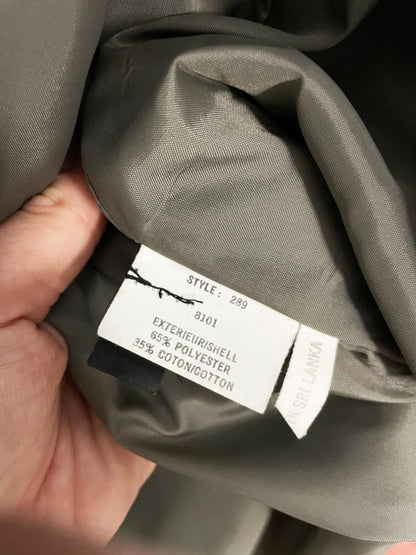 STYLE: 289
8101
EXTERIEUR/SHELL
65% POLYESTER
35% COTON/COTTON
N SRI LANKA